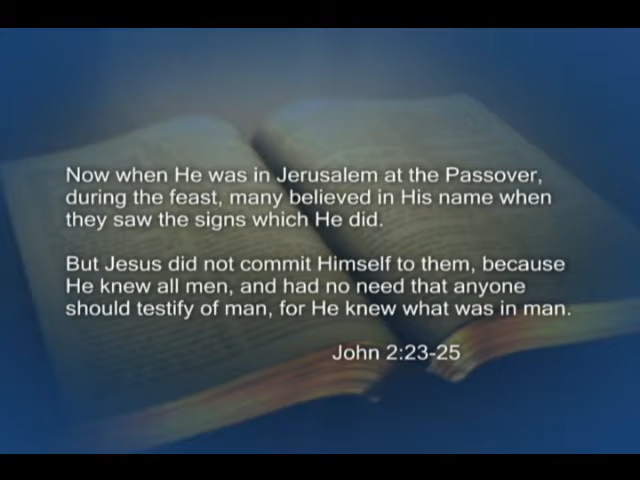 Now when He was in Jerusalem at the Passover,
during the feast, many believed in His name when
they saw the signs which He did.
But Jesus did not commit Himself to them, because
He knew all men, and had no need that anyone
should testify of man, for He knew what was in man.
John 2:23-25